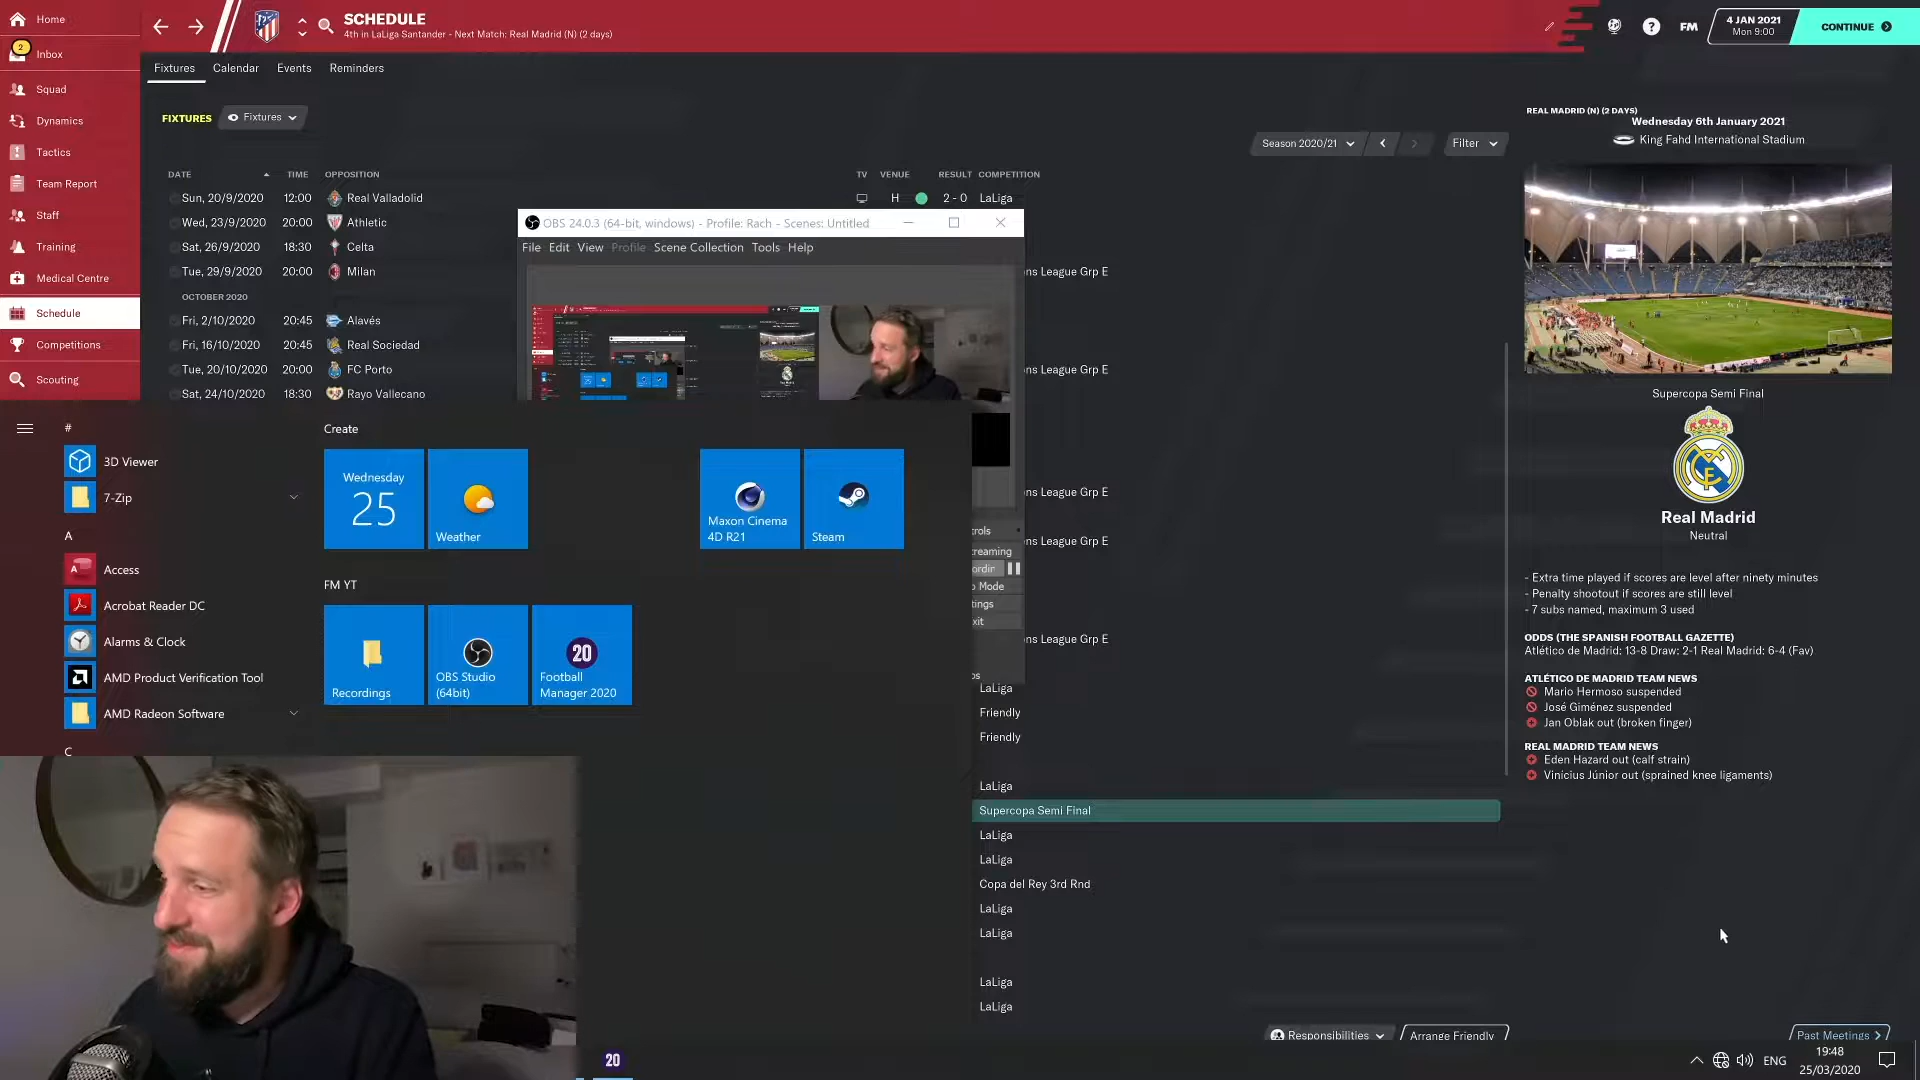 Home
2
Inbox
Squad
Dynamics
Tactics
Team Report
Staff
Training
Medical Centre
Schedule
Competitions
Scouting
SCHEDULE
4th in LaLiga Santander - Next Match: Real Madrid (N) (2 days)
FM
4 JAN 2021
Mon 9:00
CONTINUE
Fixtures Calendar Events Reminders
FIXTURES Fixtures
Season 2020/21
Filter
DATE TIME OPPOSITION TV VENUE RESULT COMPETITION
Sun, 20/9/2020 12:00 Real Valladolid H 2 - 0 LaLiga
Wed, 23/9/2020 20:00 Athletic
Sat, 26/9/2020 18:30 Celta
Tue, 29/9/2020 20:00 Milan ns League Grp E
OCTOBER 2020
Fri, 2/10/2020 20:45 Alavés
Fri, 16/10/2020 20:45 Real Sociedad
Tue, 20/10/2020 20:00 FC Porto ns League Grp E
Sat, 24/10/2020 18:30 Rayo Vallecano
OBS 24.0.3 (64-bit, windows) - Profile: Rach - Scenes: Untitled
File Edit View Profile Scene Collection Tools Help
ns League Grp E
trols
ns League Grp E
creaming
ordin
o Mode
tings
xit
ns League Grp E
os
LaLiga
Friendly
Friendly
LaLiga
Supercopa Semi Final
LaLiga
LaLiga
Copa del Rey 3rd Rnd
LaLiga
LaLiga
LaLiga
LaLiga
#
3D Viewer
7-Zip
A
Access
Acrobat Reader DC
Alarms & Clock
AMD Product Verification Tool
AMD Radeon Software
C
Create
Wednesday
25
Weather
Maxon Cinema
4D R21
Steam
FM YT
Recordings
OBS Studio
(64bit)
20
Football
Manager 2020
REAL MADRID (N) (2 DAYS)
Wednesday 6th January 2021
King Fahd International Stadium
Supercopa Semi Final
Real Madrid
Neutral
- Extra time played if scores are level after ninety minutes
- Penalty shootout if scores are still level
- 7 subs named, maximum 3 used
ODDS (THE SPANISH FOOTBALL GAZETTE)
Atlético de Madrid: 13-8 Draw: 2-1 Real Madrid: 6-4 (Fav)
ATLÉTICO DE MADRID TEAM NEWS
Mario Hermoso suspended
José Giménez suspended
Jan Oblak out (broken finger)
REAL MADRID TEAM NEWS
Eden Hazard out (calf strain)
Vinícius Júnior out (sprained knee ligaments)
Responsibilities
Arrange Friendly
Past Meetings
20
ENG
19:48
25/03/2020